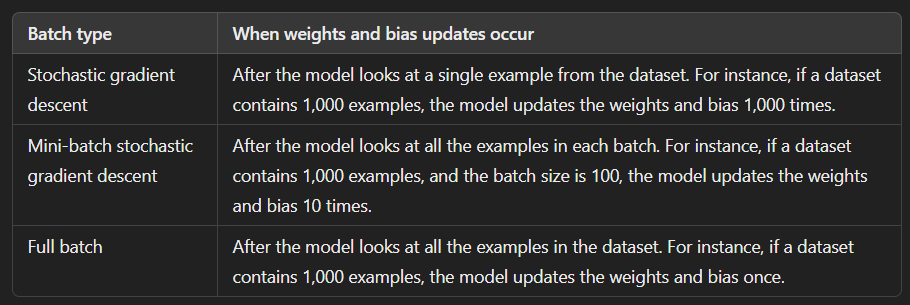 Batch type
When weights and bias updates occur
Stochastic gradient
descent
After the model looks at a single example from the dataset. For instance, if a dataset
contains 1,000 examples, the model updates the weights and bias 1,000 times.
Mini-batch stochastic
gradient descent
After the model looks at all the examples in each batch. For instance, if a dataset
contains 1,000 examples, and the batch size is 100, the model updates the weights
and bias 10 times.
Full batch
After the model looks at all the examples in the dataset. For instance, if a dataset
contains 1,000 examples, the model updates the weights and bias once.